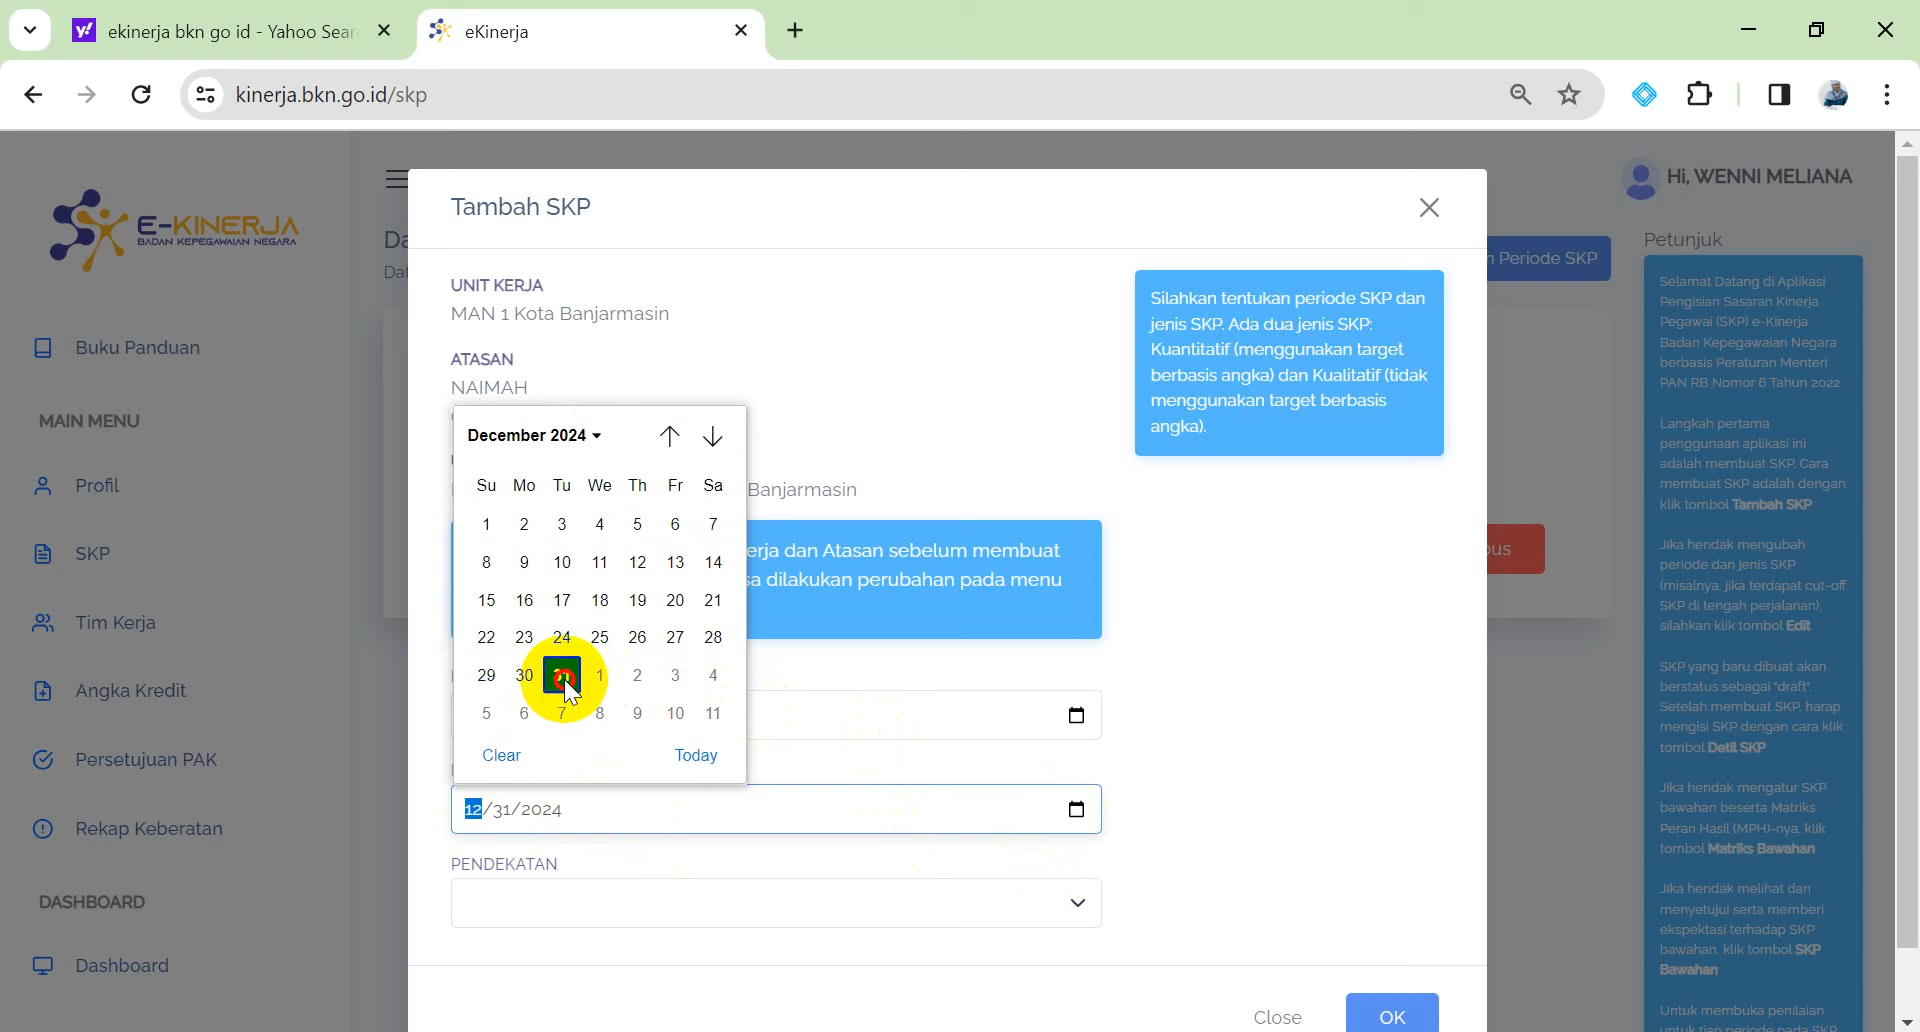 ekinerja bkn go id - Yahoo Sear
eKinerja
kinerja.bkn.go.id/skp
E-KINERJA
BADAN KEPEGAWAIAN NEGARA
Buku Panduan
MAIN MENU
Profil
SKP
Tim Kerja
Angka Kredit
Persetujuan PAK
Rekap Keberatan
DASHBOARD
Dashboard
Hi, WENNI MELIANA
Periode SKP
Tambah SKP
UNIT KERJA
MAN 1 Kota Banjarmasin
ATASAN
NAIMAH
Banjarmasin
erja dan Atasan sebelum membuat
sa dilakukan perubahan pada menu
December 2024
Su Mo Tu We Th Fr Sa
1 2 3 4 5 6 7
8 9 10 11 12 13 14
15 16 17 18 19 20 21
22 23 24 25 26 27 28
29 30 31 1 2 3 4
5 6 7 8 9 10 11
Clear Today
12/31/2024
PENDEKATAN
Close OK
Silahkan tentukan periode SKP dan
jenis SKP. Ada dua jenis SKP:
Kuantitatif (menggunakan target
berbasis angka) dan Kualitatif (tidak
menggunakan target berbasis
angka).
Petunjuk
Selamat Datang di Aplikasi
Pengisian Sasaran Kinerja
Pegawai (SKP) e-Kinerja
Badan Kepegawaian Negara
berbasis Peraturan Menteri
PAN RB Nomor 6 Tahun 2022
Langkah pertama
penggunaan aplikasi ini
adalah membuat SKP. Cara
membuat SKP adalah dengan
klik tombol Tambah SKP
Jika hendak mengubah
periode dan jenis SKP
(misalnya, jika terdapat cut-off
SKP di tengah perjalanan),
silahkan klik tombol Edit
SKP yang baru dibuat akan
berstatus sebagai "draft".
Setelah membuat SKP, harap
mengisi SKP dengan cara klik
tombol Detil SKP
Jika hendak mengatur SKP
bawahan beserta Matriks
Peran Hasil (MPH)-nya, klik
tombol Matriks Bawahan
Jika hendak melihat dan
menyetujui serta memberi
ekspektasi terhadap SKP
bawahan, klik tombol SKP
Bawahan
Untuk membuka penilaian
untuk tiap periode pada SKP